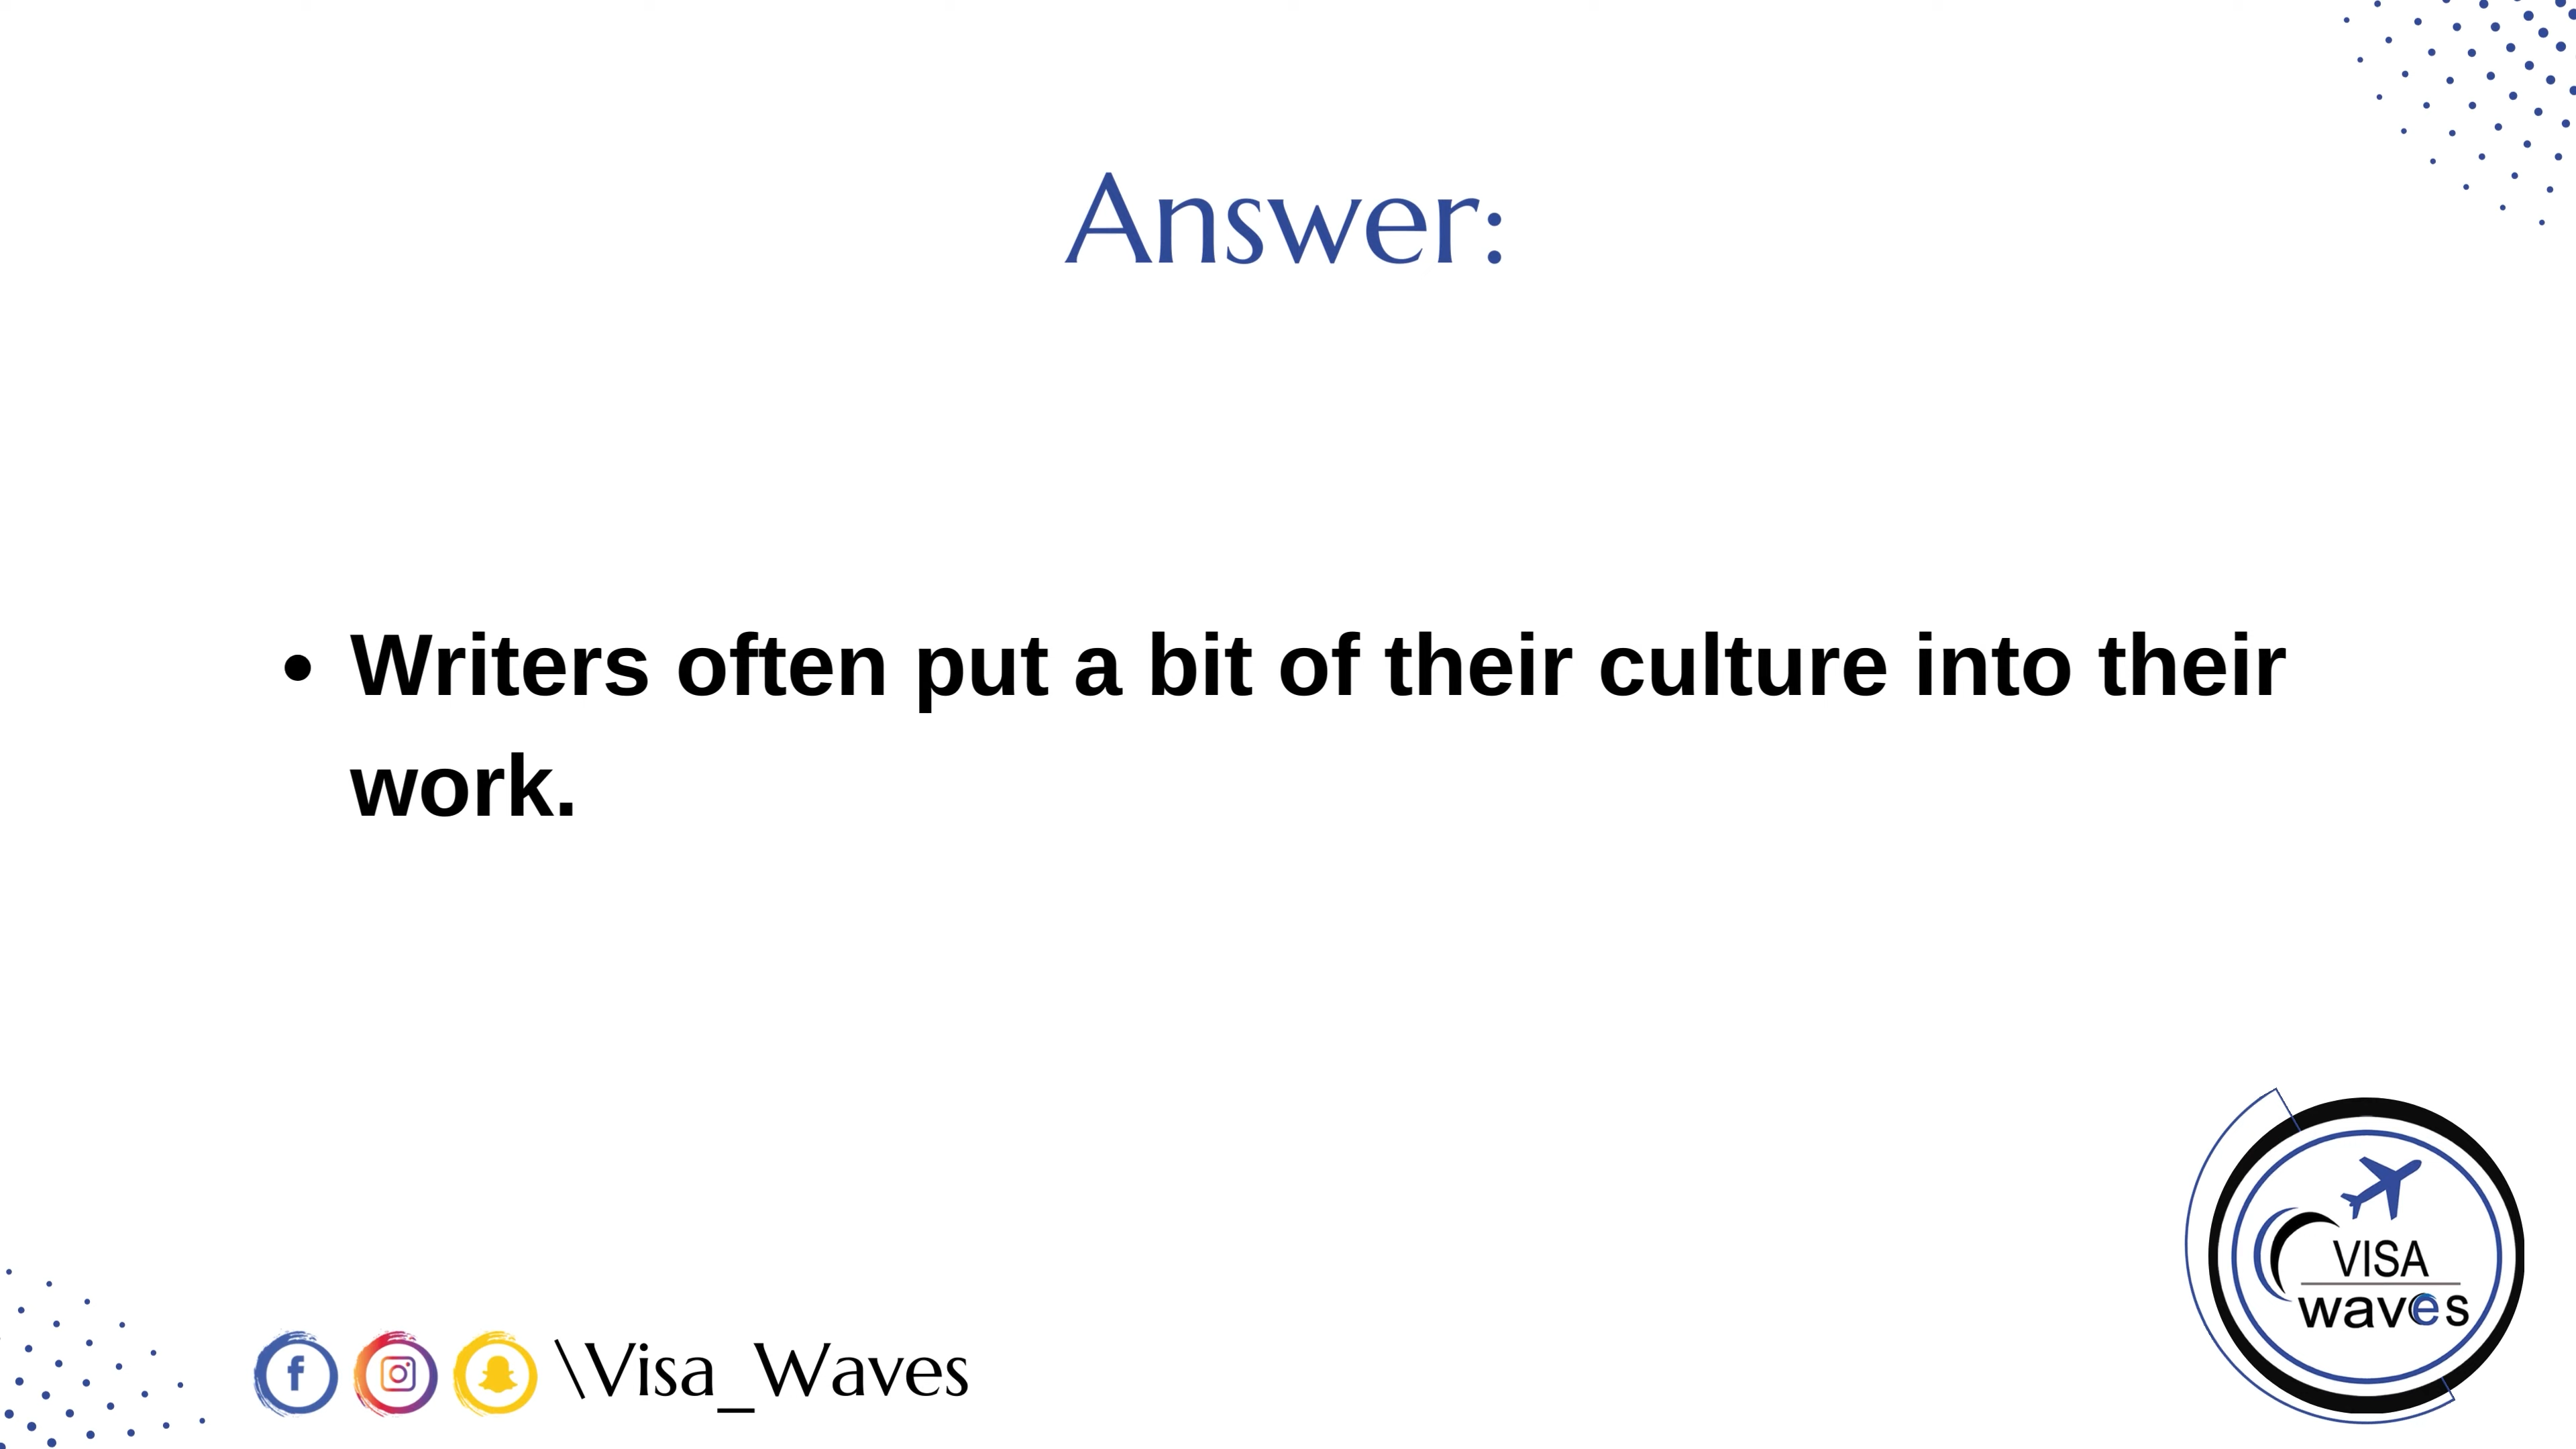 Answer:
• Writers often put a bit of their culture into their
work.
VISA
waves
\Visa_Waves